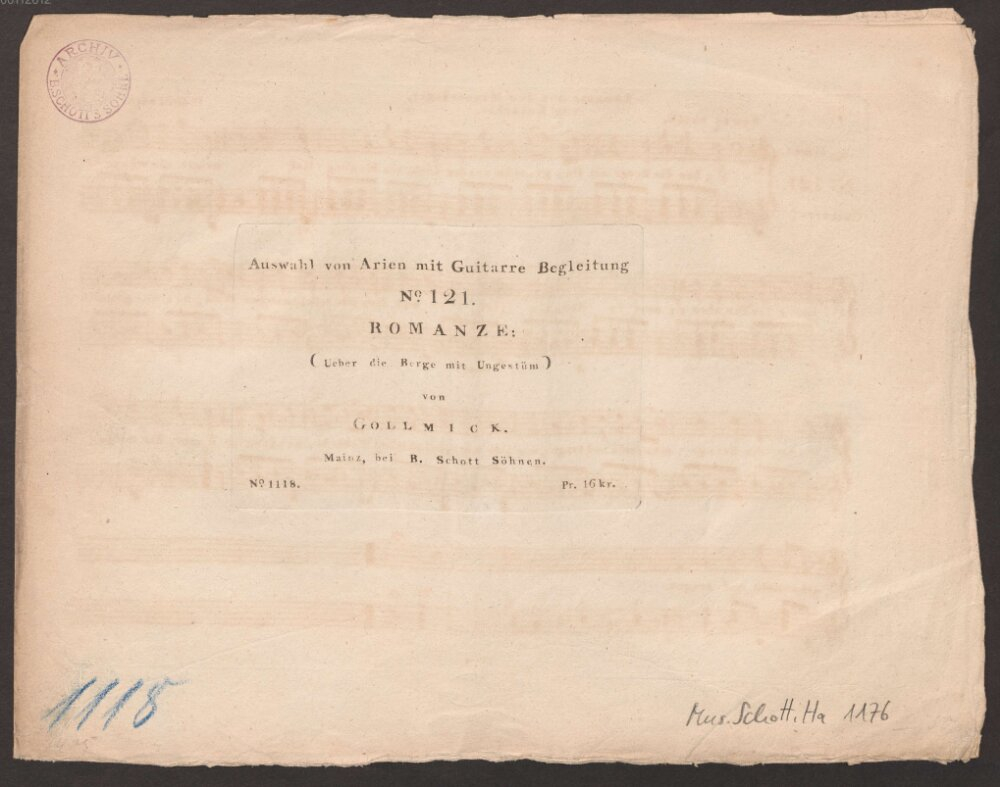 00112612
ARCHIV
B. SCHOTT'S SÖHNE
Auswahl von Arien mit Guitarre Begleitung
Nº 121.
ROMANZE:
(Ueber die Berge mit Ungestüm)
von
GOLLMICK.
Mainz, bei B. Schott Söhnen.
Nº 1118. Pr. 16 kr.
1118
Mus. Schott. Ha 1176